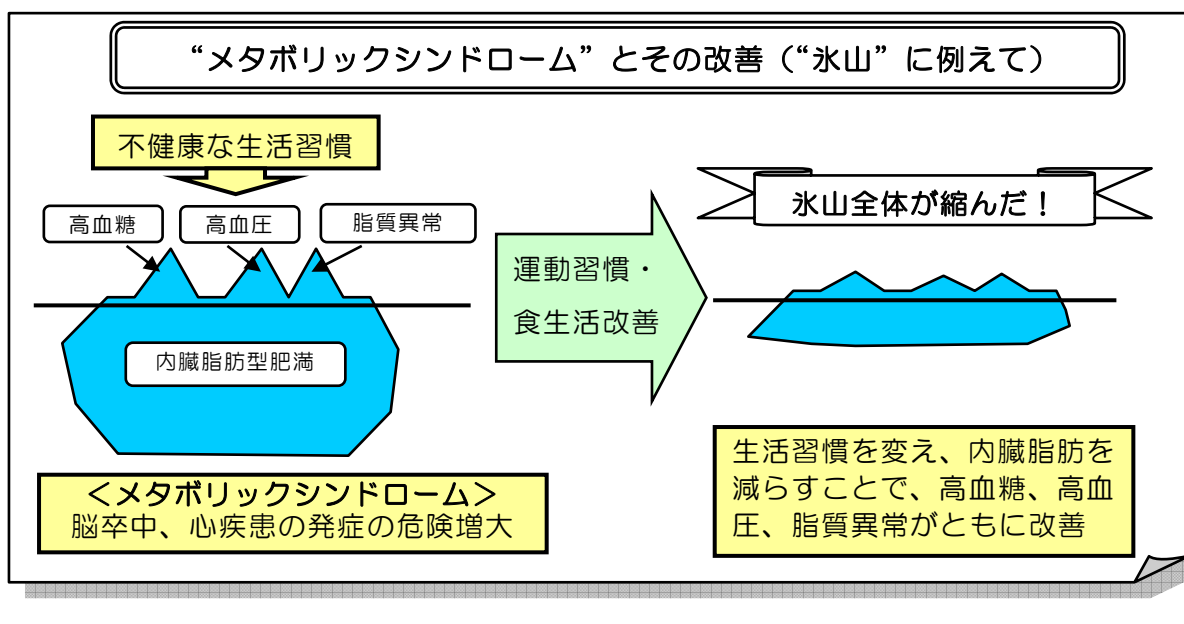 “メタボリックシンドローム”とその改善（“氷山”に例えて）
不健康な生活習慣
高血糖
高血圧
脂質異常
内臓脂肪型肥満
＜メタボリックシンドローム＞
脳卒中、心疾患の発症の危険増大
運動習慣・
食生活改善
氷山全体が縮んだ！
生活習慣を変え、内臓脂肪を
減らすことで、高血糖、高血
圧、脂質異常がともに改善